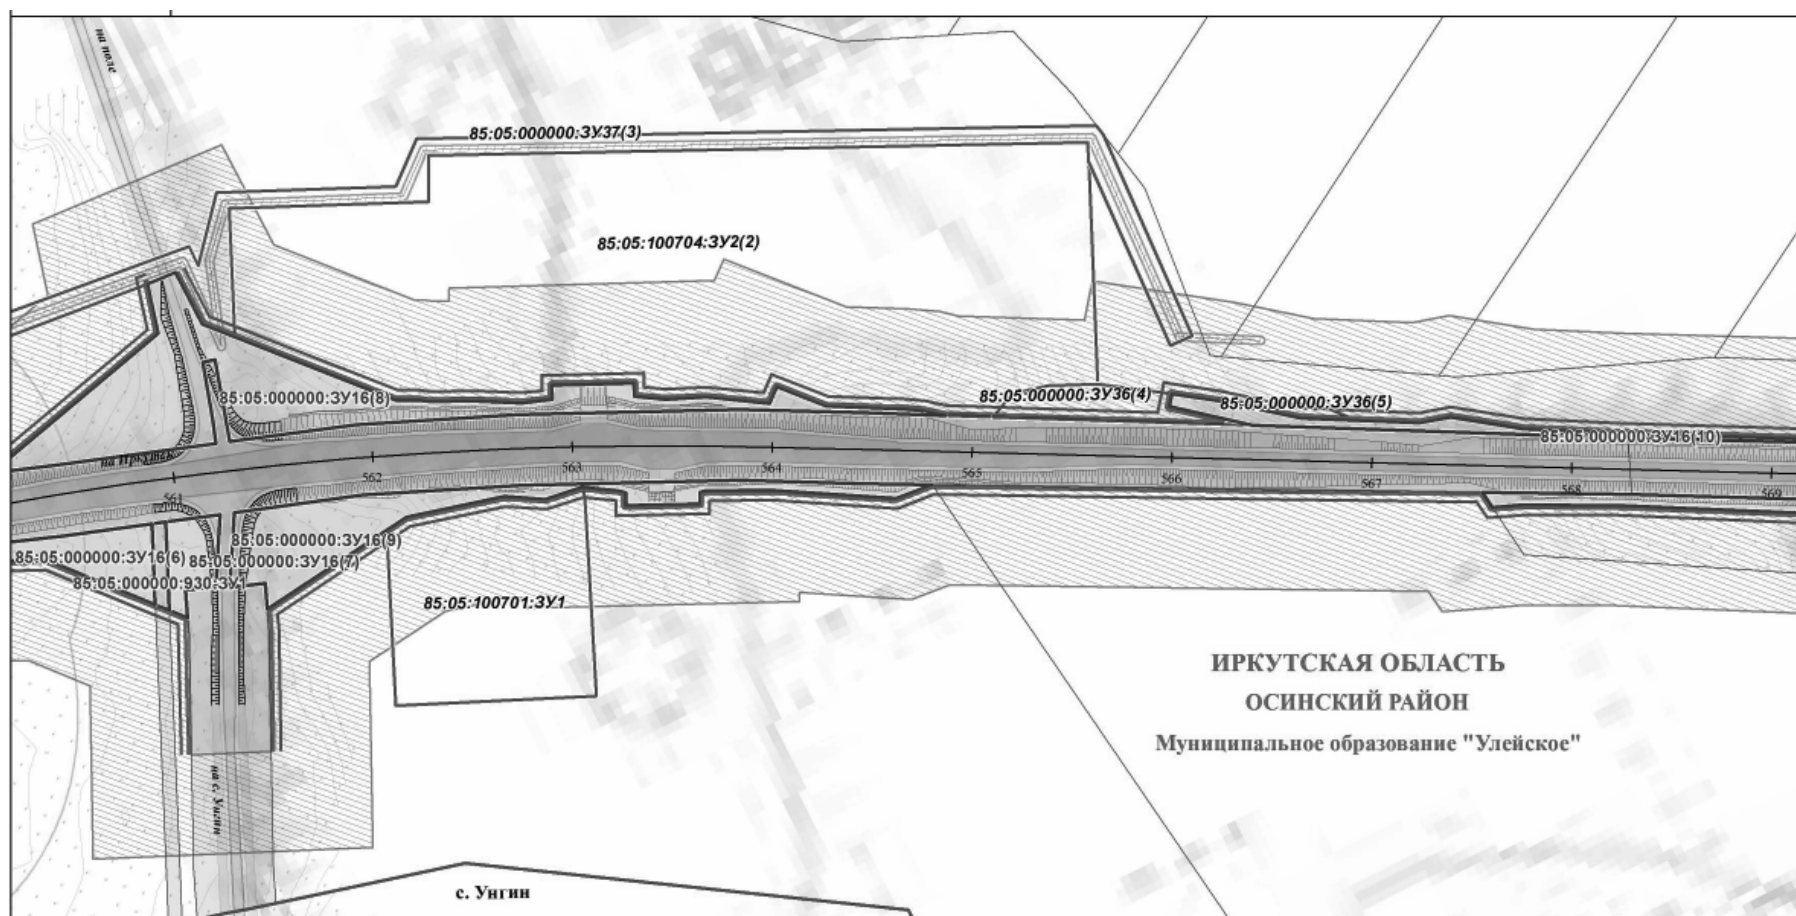 на поле
85:05:000000:ЗУ37(3)
85:05:100704:ЗУ2(2)
85:05:000000:ЗУ16(8)
85:05:000000:ЗУ36(4)
85:05:000000:ЗУ36(5)
85:05:000000:ЗУ16(10)
на Иркутск
561
562
563
564
565
566
567
568
569
85:05:000000:ЗУ16(9)
85:05:000000:ЗУ16(6)
85:05:000000:ЗУ16(7)
85:05:000000:930:ЗУ1
85:05:100701:ЗУ1
ИРКУТСКАЯ ОБЛАСТЬ
ОСИНСКИЙ РАЙОН
Муниципальное образование "Улейское"
на с. Унгин
с. Унгин